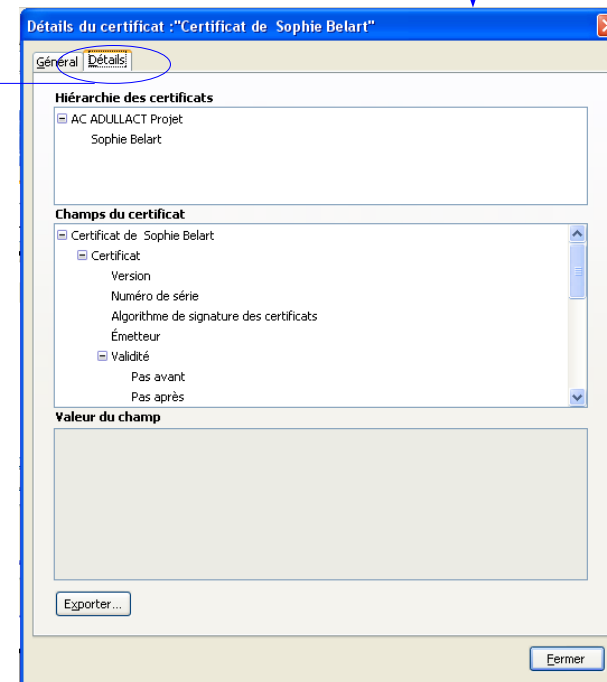 Détails du certificat :"Certificat de  Sophie Belart"
Général Détails
Hiérarchie des certificats
AC ADULLACT Projet
Sophie Belart
Champs du certificat
Certificat de  Sophie Belart
Certificat
Version
Numéro de série
Algorithme de signature des certificats
Émetteur
Validité
Pas avant
Pas après
Valeur du champ
Exporter...
Fermer